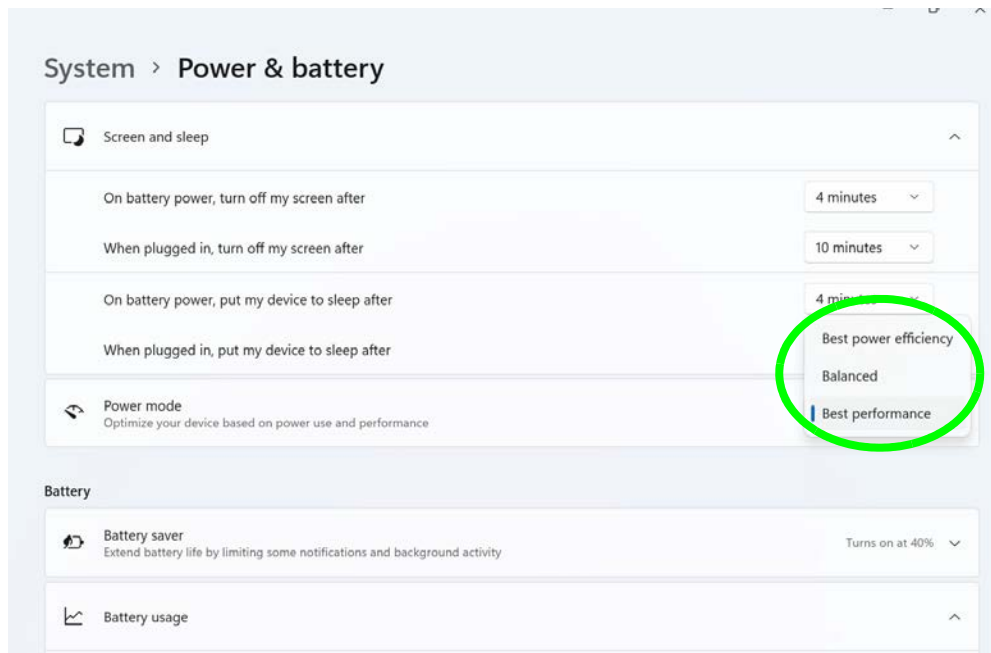 System > Power & battery
Screen and sleep
On battery power, turn off my screen after 4 minutes
When plugged in, turn off my screen after 10 minutes
On battery power, put my device to sleep after 4 minutes
When plugged in, put my device to sleep after
Best power efficiency
Balanced
Best performance
Power mode
Optimize your device based on power use and performance
Battery
Battery saver
Extend battery life by limiting some notifications and background activity
Turns on at 40%
Battery usage